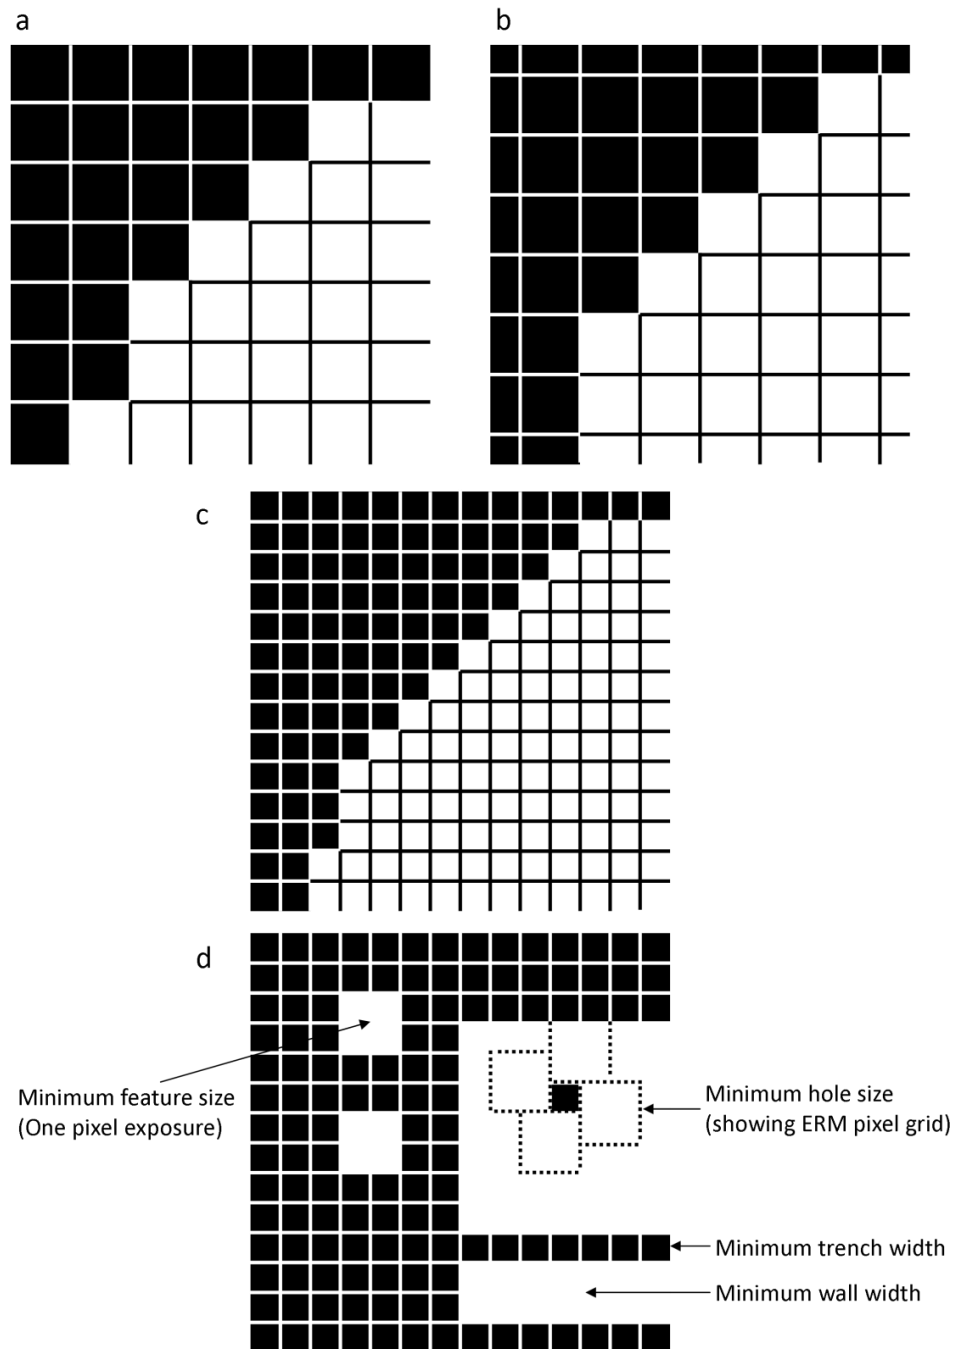 a
b
c
d
Minimum feature size
(One pixel exposure)
Minimum hole size
(showing ERM pixel grid)
Minimum trench width
Minimum wall width